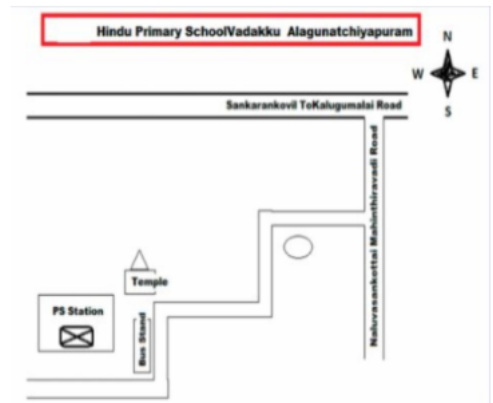 Hindu Primary SchoolVadakku Alagunatchiyapuram
N
W E
S
Sankarankovil ToKalugumalai Road
Naluvasankottai Mahinthiravadi Road
Temple
PS Station
Bus Stand